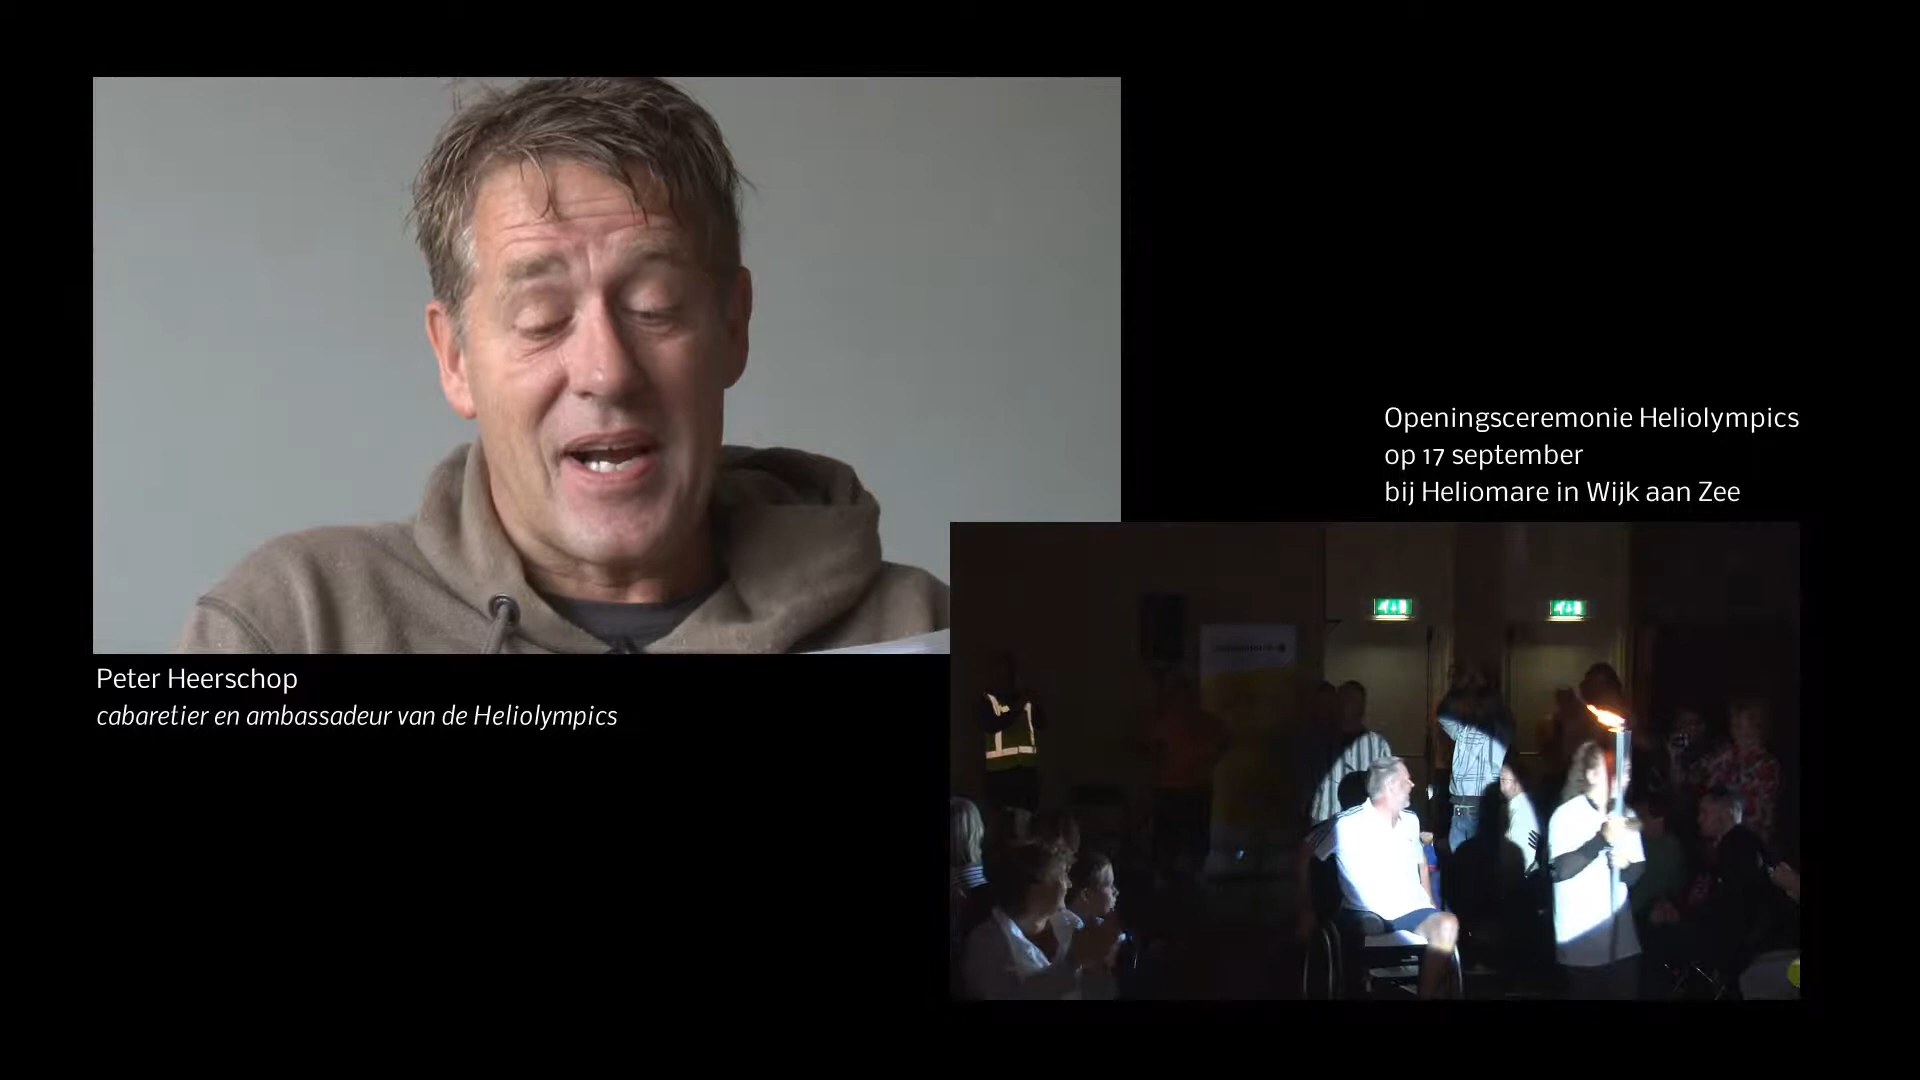 Openingsceremonie Heliolympics
op 17 september
bij Heliomare in Wijk aan Zee
Peter Heerschop
cabaretier en ambassadeur van de Heliolympics